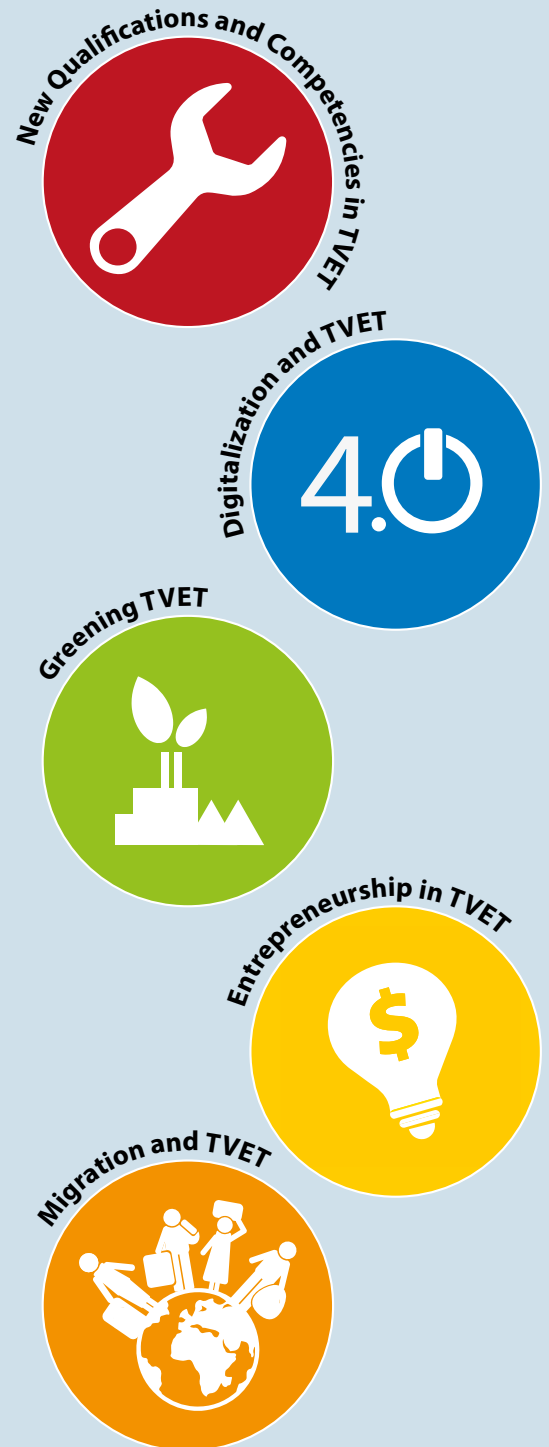 New Qualifications and Competencies in TVET
Digitalization and TVET
4.0
Greening TVET
Entrepreneurship in TVET
$
Migration and TVET